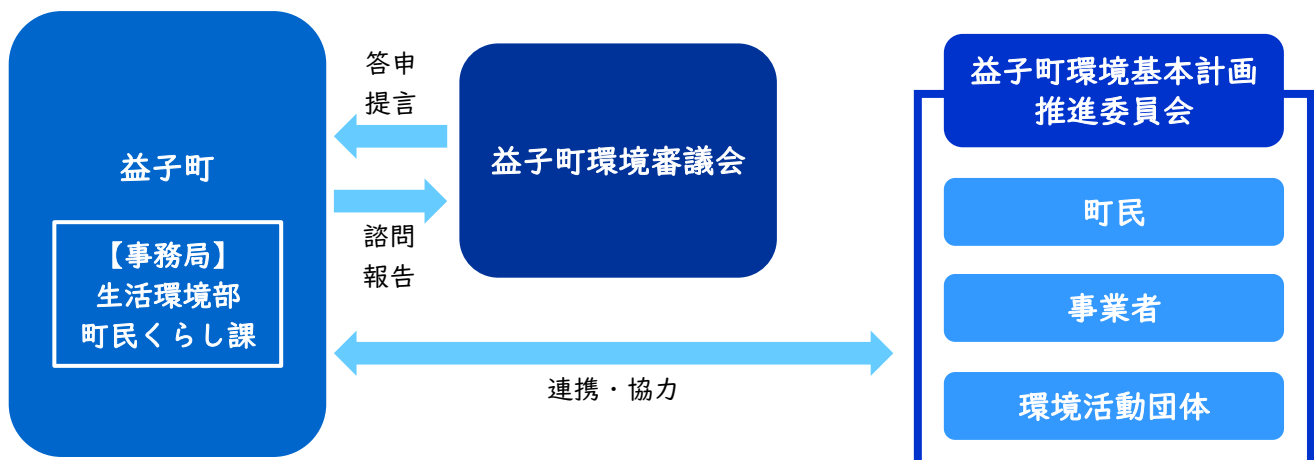 益子町
【事務局】
生活環境部
町民くらし課
答申
提言
諮問
報告
益子町環境審議会
連携・協力
益子町環境基本計画
推進委員会
町民
事業者
環境活動団体